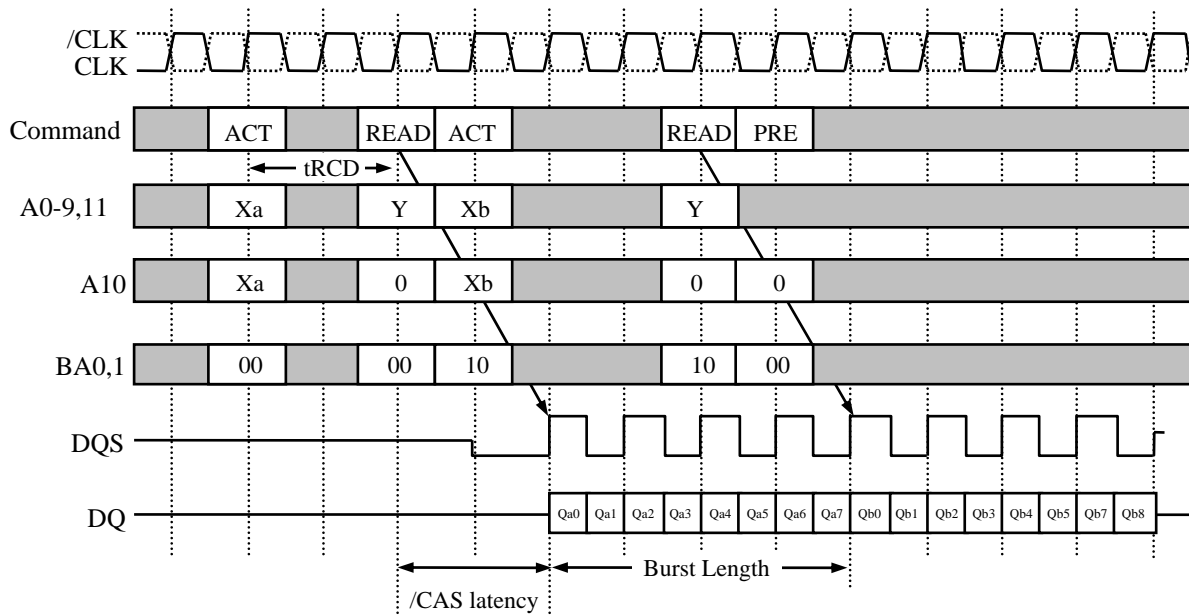 /CLK
CLK
Command ACT READ ACT READ PRE
tRCD
A0-9,11 Xa Y Xb Y
A10 Xa 0 Xb 0 0
BA0,1 00 00 10 10 00
DQS
DQ Qa0 Qa1 Qa2 Qa3 Qa4 Qa5 Qa6 Qa7 Qb0 Qb1 Qb2 Qb3 Qb4 Qb5 Qb7 Qb8
Burst Length
/CAS latency